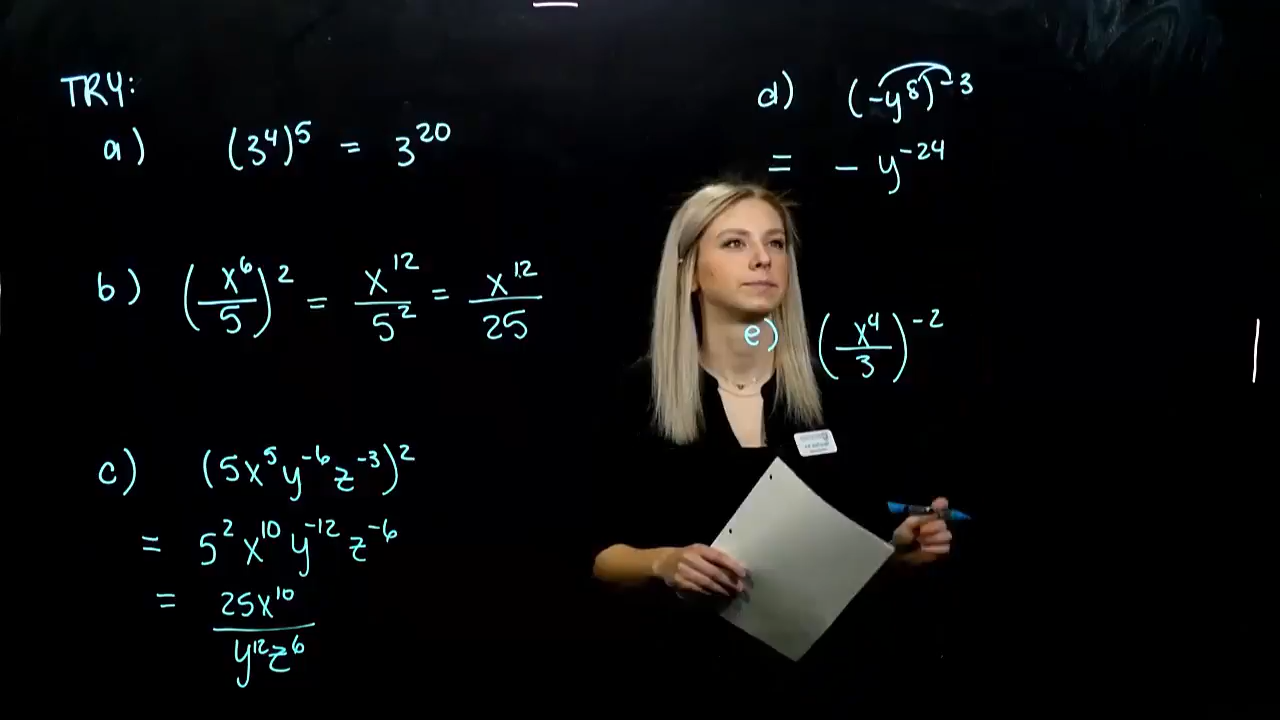 TRY:
a) (3⁴)⁵ = 3²⁰
b) (x⁶/5)² = x¹²/5² = x¹²/25
c) (5x⁵y⁻⁶z⁻³)²
= 5²x¹⁰y⁻¹²z⁻⁶
= 25x¹⁰/y¹²z⁶
d) (-y⁸)⁻³
= -y⁻²⁴
e) (x⁴/3)⁻²